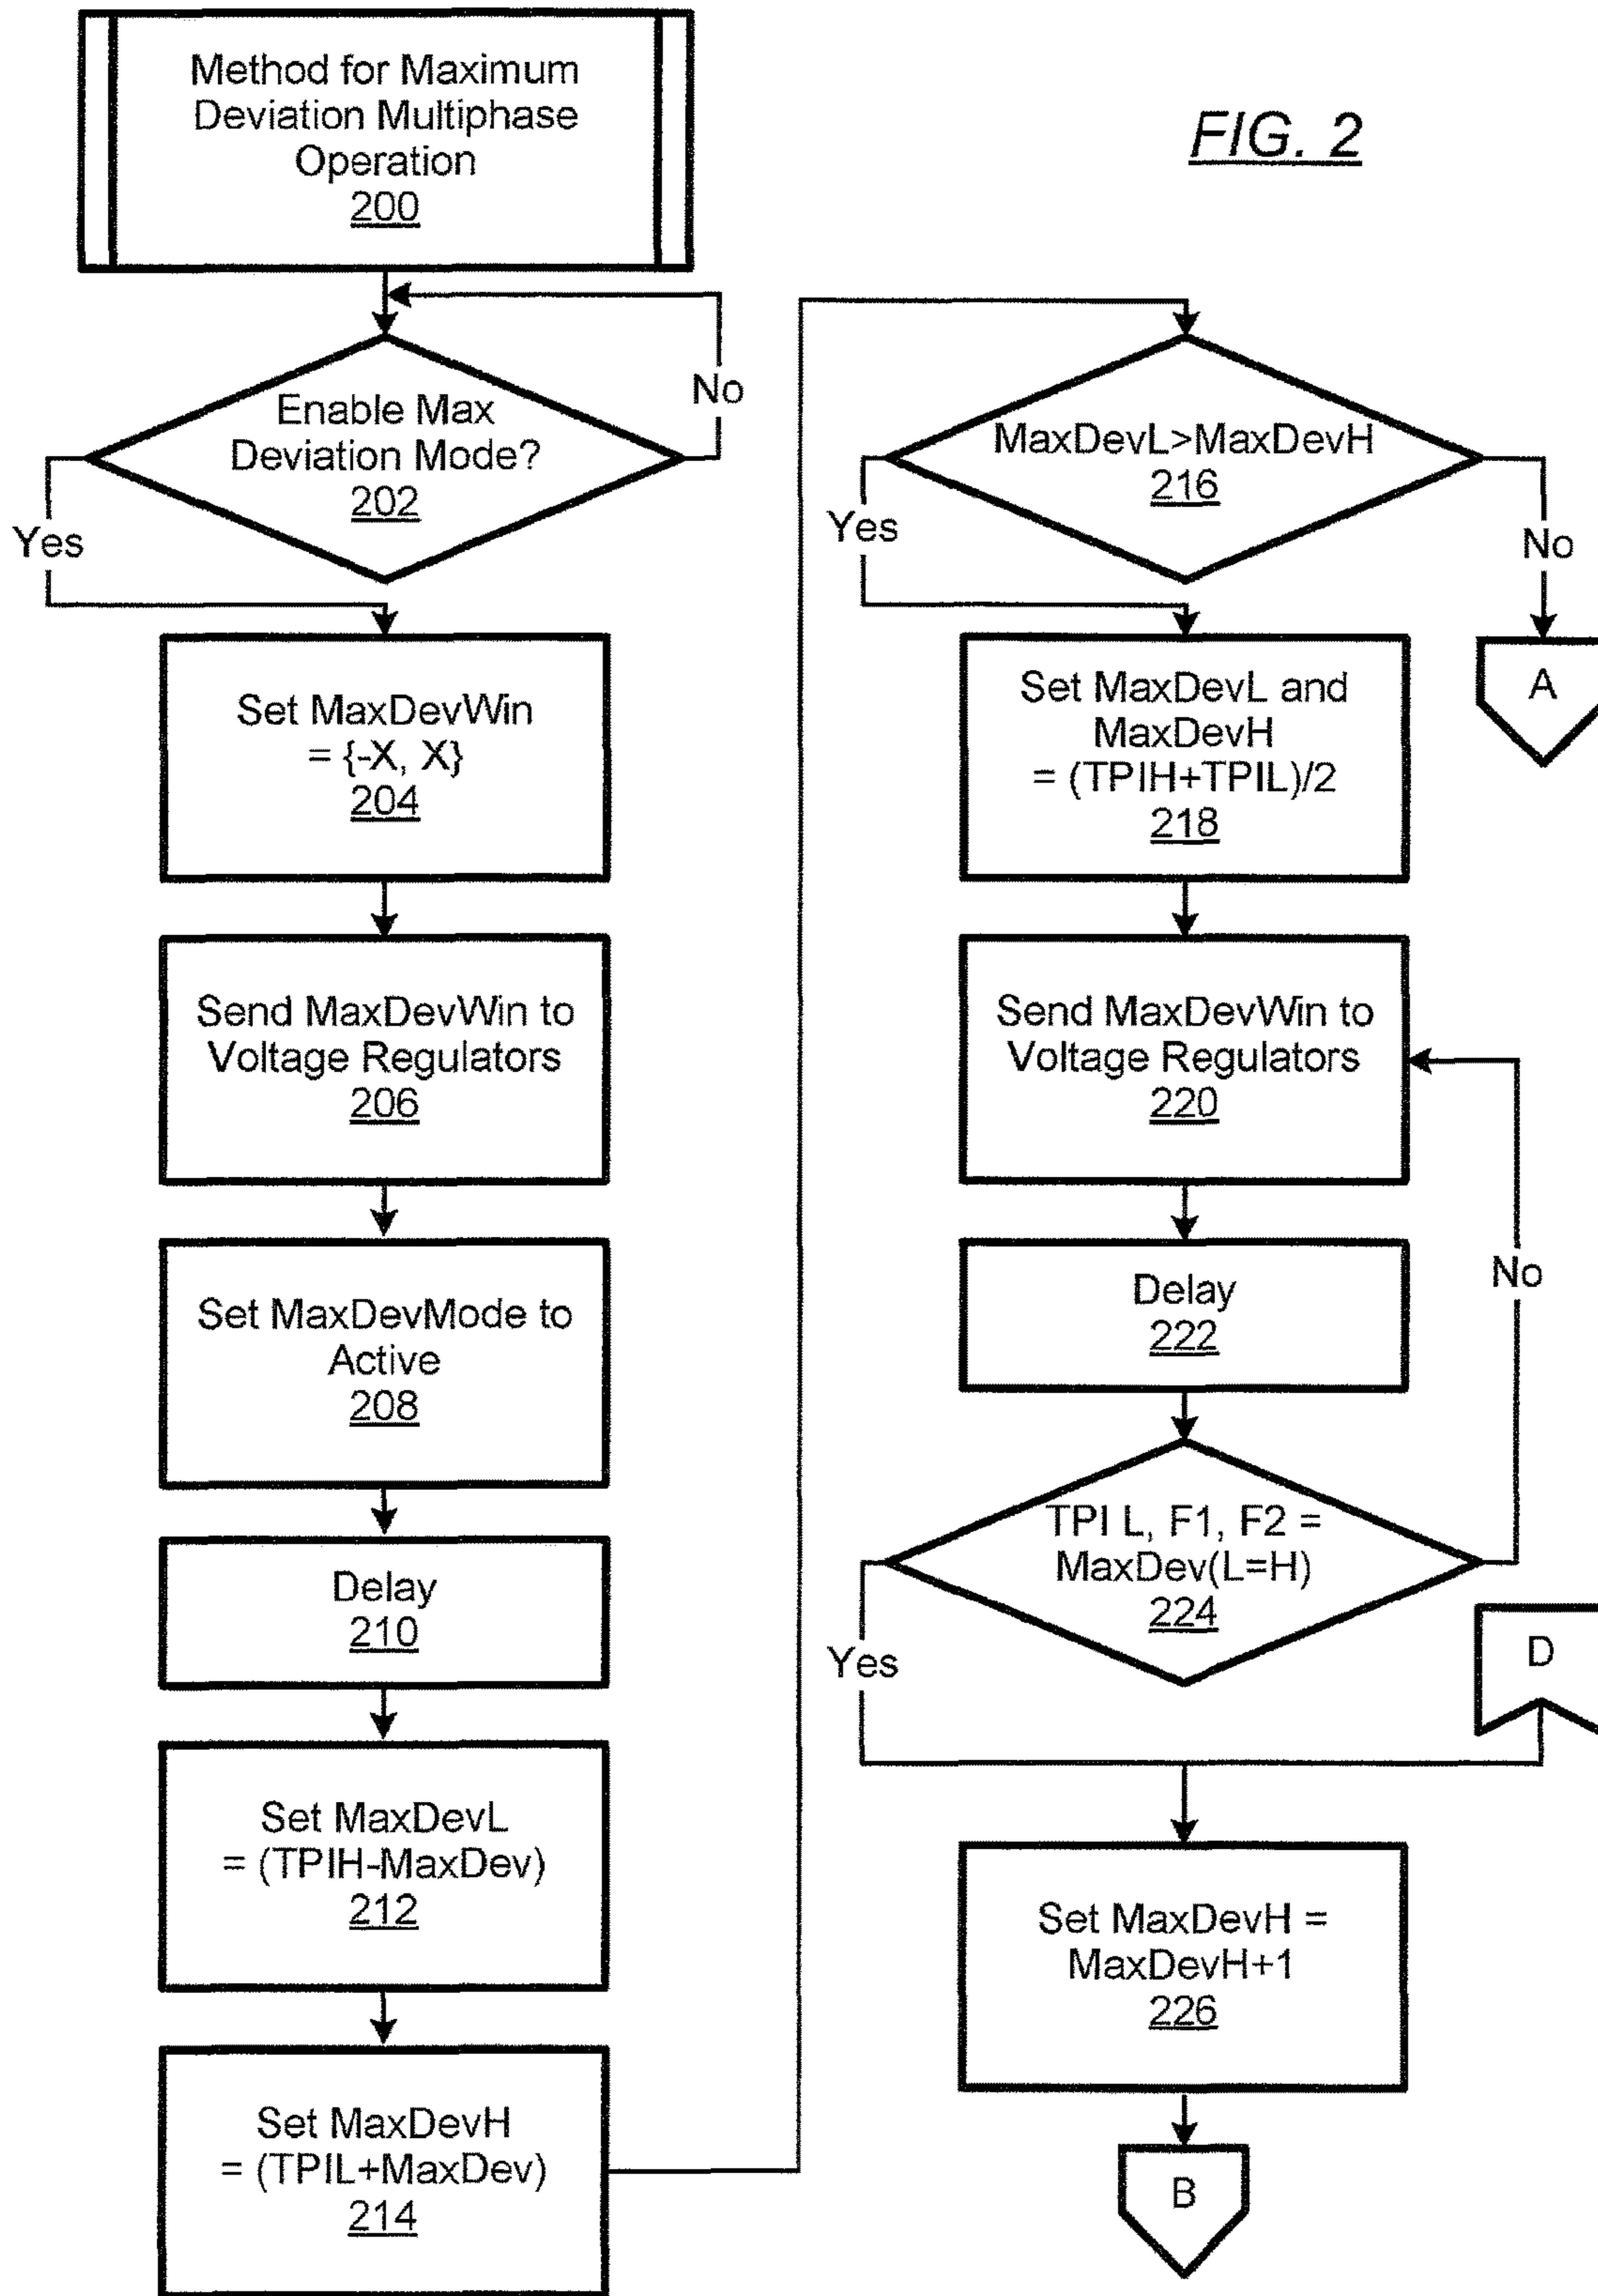 Method for Maximum
Deviation Multiphase
Operation
200
FIG. 2
Enable Max
Deviation Mode?
202
No
Yes
Set MaxDevWin
= {-X, X}
204
Send MaxDevWin to
Voltage Regulators
206
Set MaxDevMode to
Active
208
Delay
210
Set MaxDevL
= (TPIH-MaxDev)
212
Set MaxDevH
= (TPIL+MaxDev)
214
MaxDevL>MaxDevH
216
Yes
No
A
Set MaxDevL and
MaxDevH
= (TPIH+TPIL)/2
218
Send MaxDevWin to
Voltage Regulators
220
Delay
222
No
TPI L, F1, F2 =
MaxDev(L=H)
224
Yes
D
Set MaxDevH =
MaxDevH+1
226
B